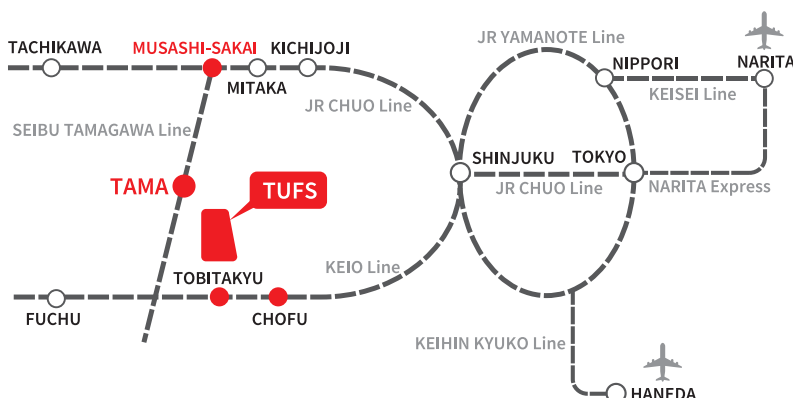 JR YAMANOTE Line
TACHIKAWA
MUSASHI-SAKAI
KICHIJOJI
NIPPORI
NARITA
MITAKA
KEISEI Line
JR CHUO Line
SEIBU TAMAGAWA Line
SHINJUKU
TOKYO
TAMA
TUFS
JR CHUO Line
NARITA Express
KEIO Line
TOBITAKYU
FUCHU
CHOFU
KEIHIN KYUKO Line
HANEDA